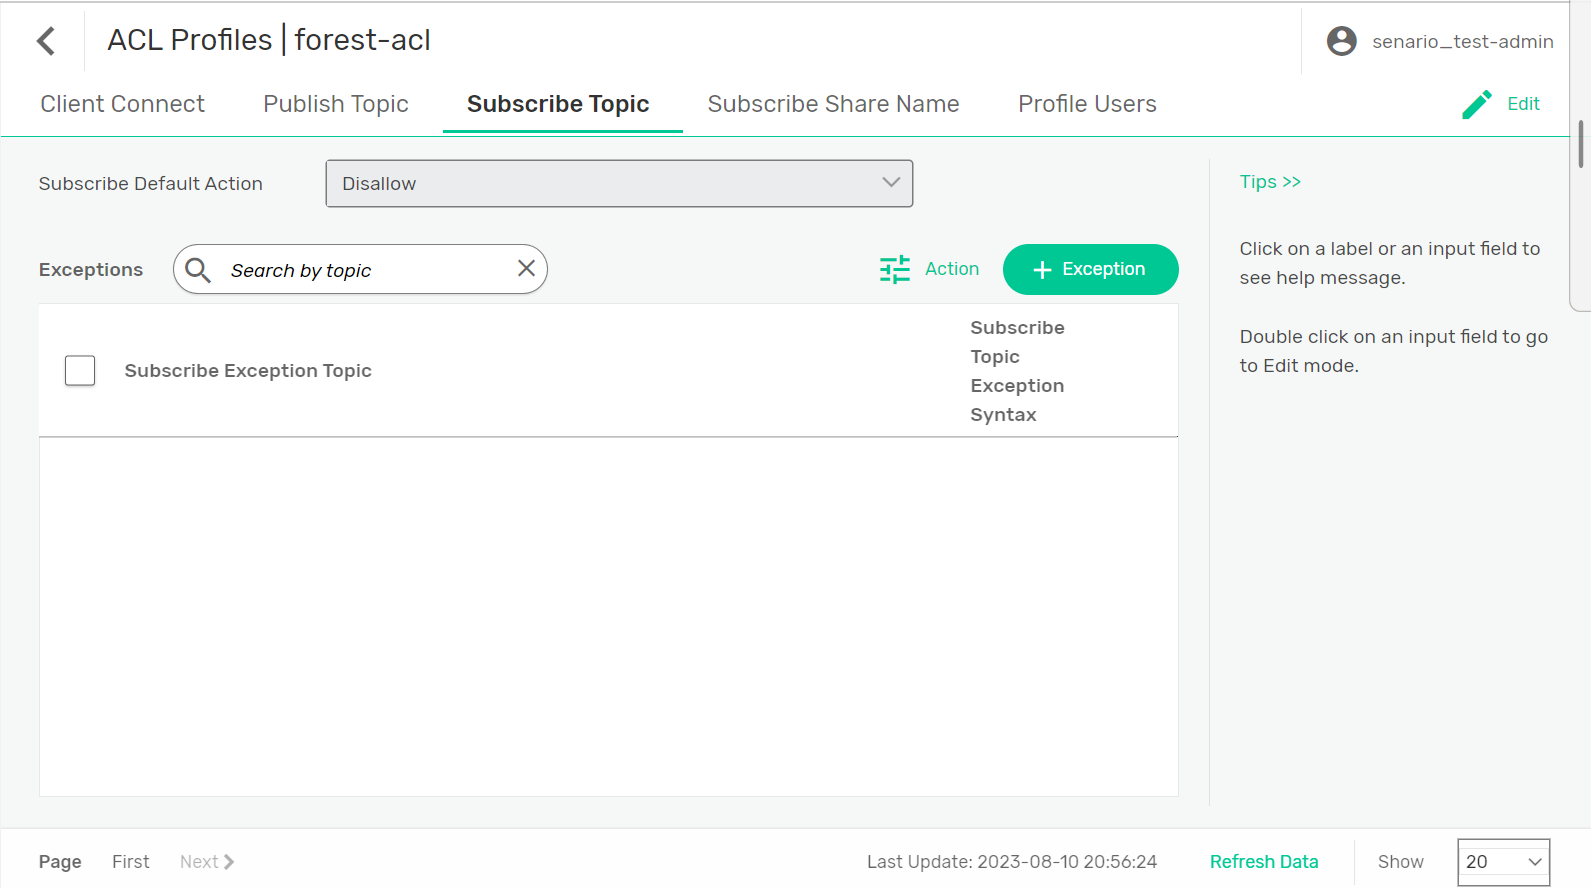 ACL Profiles | forest-acl
senario_test-admin
Client Connect
Publish Topic
Subscribe Topic
Subscribe Share Name
Profile Users
Edit
Subscribe Default Action
Disallow
Exceptions
Search by topic
Action
Exception
Subscribe Exception Topic
Subscribe
Topic
Exception
Syntax
Tips >>
Click on a label or an input field to
see help message.
Double click on an input field to go
to Edit mode.
Page
First
Next
Last Update: 2023-08-10 20:56:24
Refresh Data
Show
20